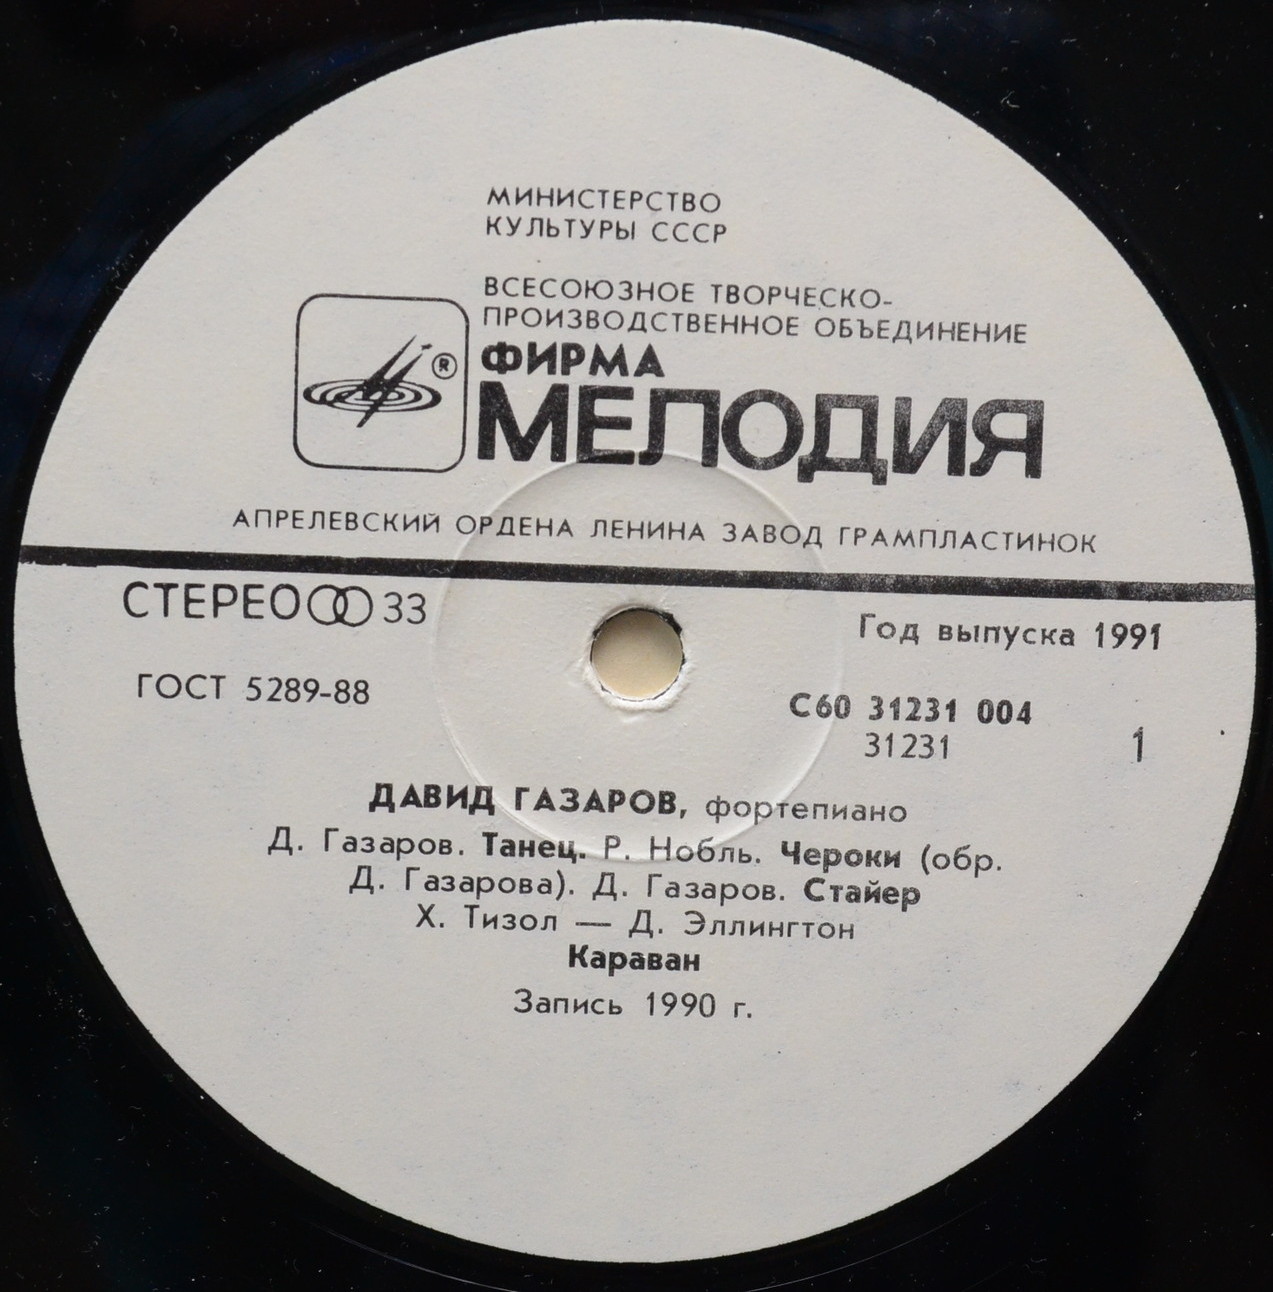 МИНИСТЕРСТВО
КУЛЬТУРЫ СССР
ВСЕСОЮЗНОЕ ТВОРЧЕСКО-
ПРОИЗВОДСТВЕННОЕ ОБЪЕДИНЕНИЕ
ФИРМА
®
МЕЛОДИЯ
АПРЕЛЕВСКИЙ ОРДЕНА ЛЕНИНА ЗАВОД ГРАМПЛАСТИНОК
СТЕРЕО 33
Год выпуска 1991
ГОСТ 5289-88
С60 31231 004
31231 1
ДАВИД ГАЗАРОВ, фортепиано
Д. Газаров. Танец. Р. Нобль. Чероки (обр.
Д. Газарова). Д. Газаров. Стайер
Х. Тизол — Д. Эллингтон
Караван
Запись 1990 г.